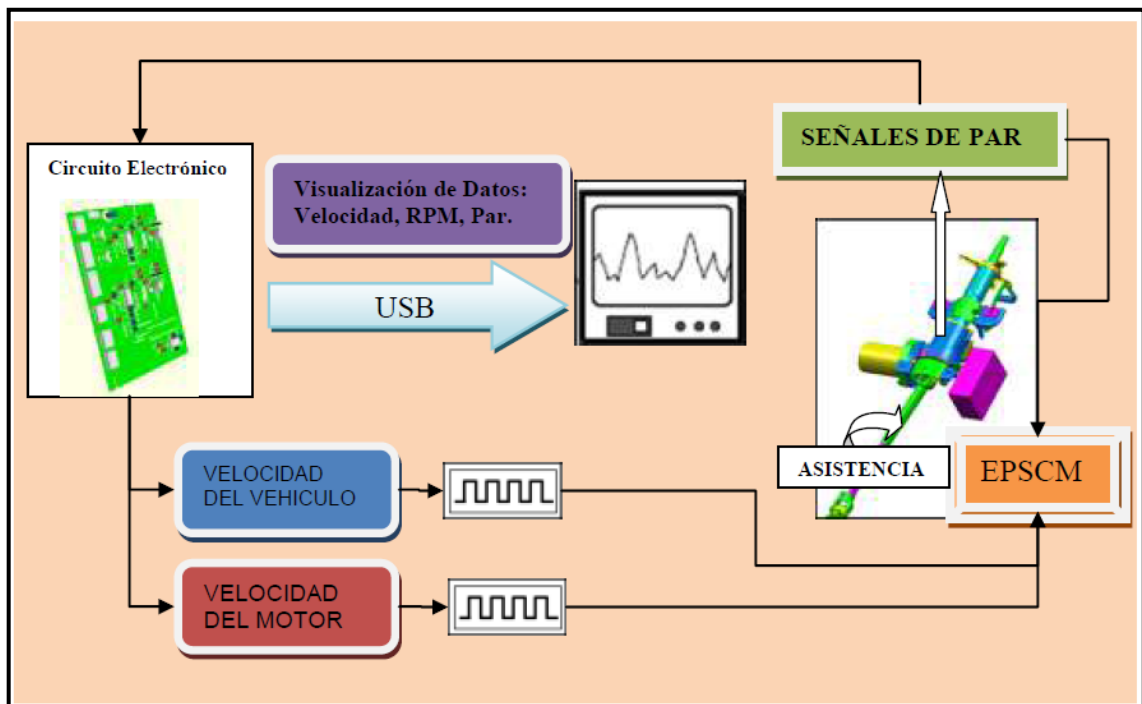 SEÑALES DE PAR
Circuito Electrónico
Visualización de Datos:
Velocidad, RPM, Par.
USB
ASISTENCIA
EPSCM
VELOCIDAD
DEL VEHICULO
VELOCIDAD
DEL MOTOR